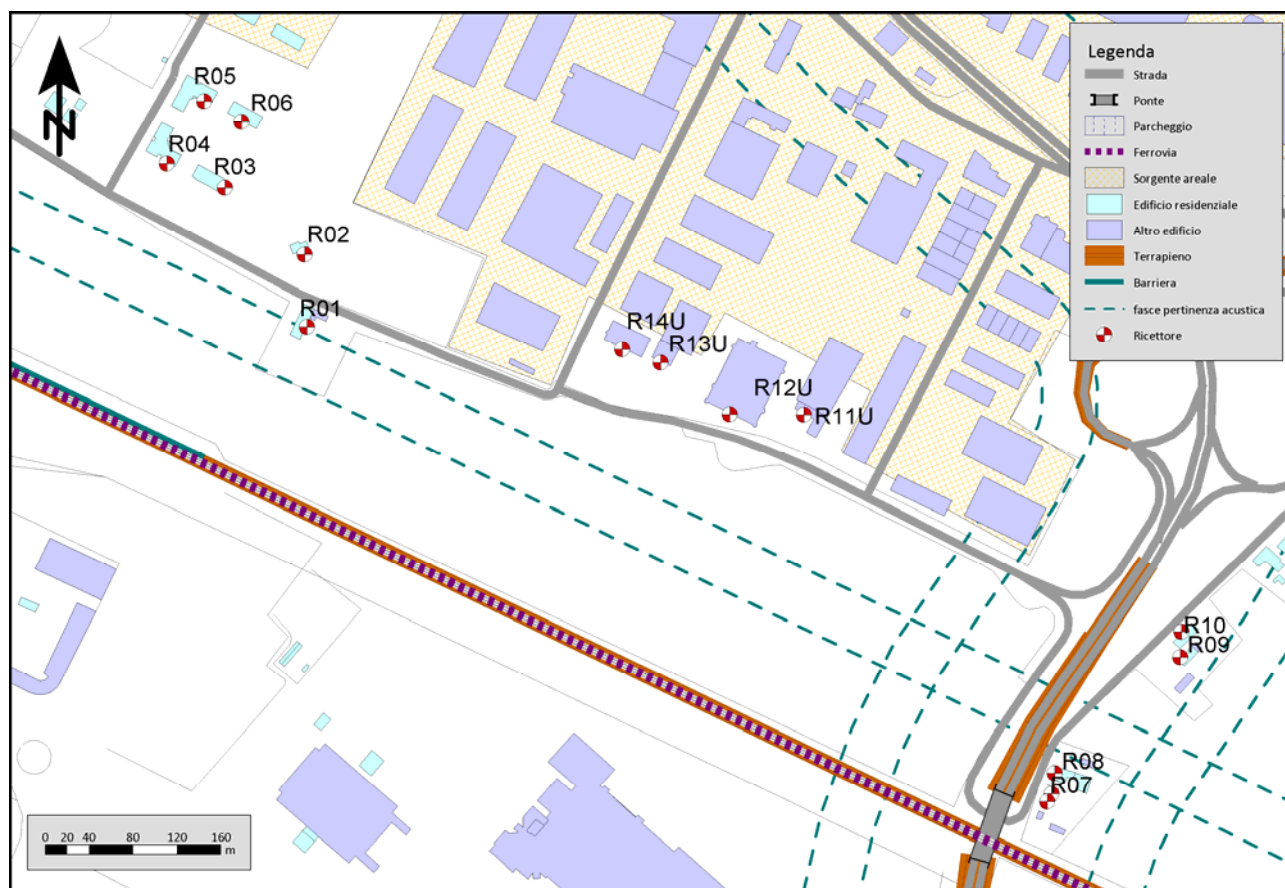 Legenda
Strada
Ponte
Parcheggio
Ferrovia
Sorgente areale
Edificio residenziale
Altro edificio
Terrapieno
Barriera
fasce pertinenza acustica
Ricettore
N
R05
R06
R04
R03
R02
R01
R14U
R13U
R12U
R11U
R10
R09
R08
R07
0 20 40 80 120 160
m